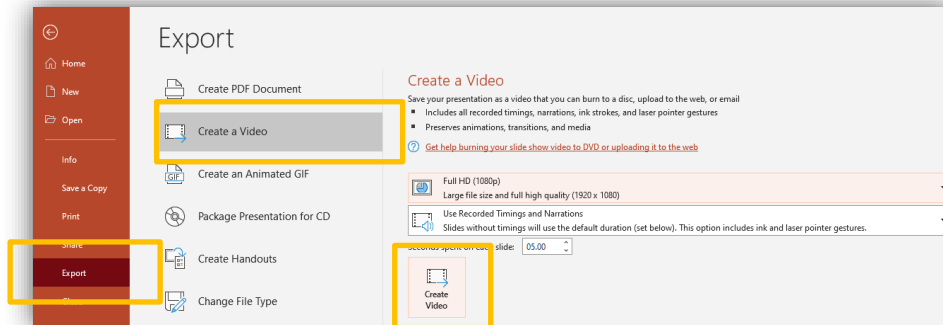 Export
Home
New
Open
Info
Save a Copy
Print
Share
Export
Create PDF Document
Create a Video
Create an Animated GIF
GIF
Package Presentation for CD
Create Handouts
Change File Type
Create a Video
Save your presentation as a video that you can burn to a disc, upload to the web, or email
Includes all recorded timings, narrations, ink strokes, and laser pointer gestures
Preserves animations, transitions, and media
? Get help burning your slide show video to DVD or uploading it to the web
Full HD (1080p)
Large file size and full high quality (1920 x 1080)
Use Recorded Timings and Narrations
Slides without timings will use the default duration (set below). This option includes ink and laser pointer gestures.
Seconds spent on each slide: 05.00
Create
Video